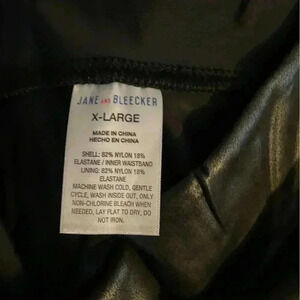 JANE AND BLEECKER
X-LARGE
MADE IN CHINA
HECHO EN CHINA
SHELL: 82% NYLON 18%
ELASTANE / INNER WAISTBAND
LINING: 82% NYLON 18%
ELASTANE
MACHINE WASH COLD, GENTLE
CYCLE, WASH INSIDE OUT, ONLY
NON-CHLORINE BLEACH WHEN
NEEDED, LAY FLAT TO DRY, DO
NOT IRON.